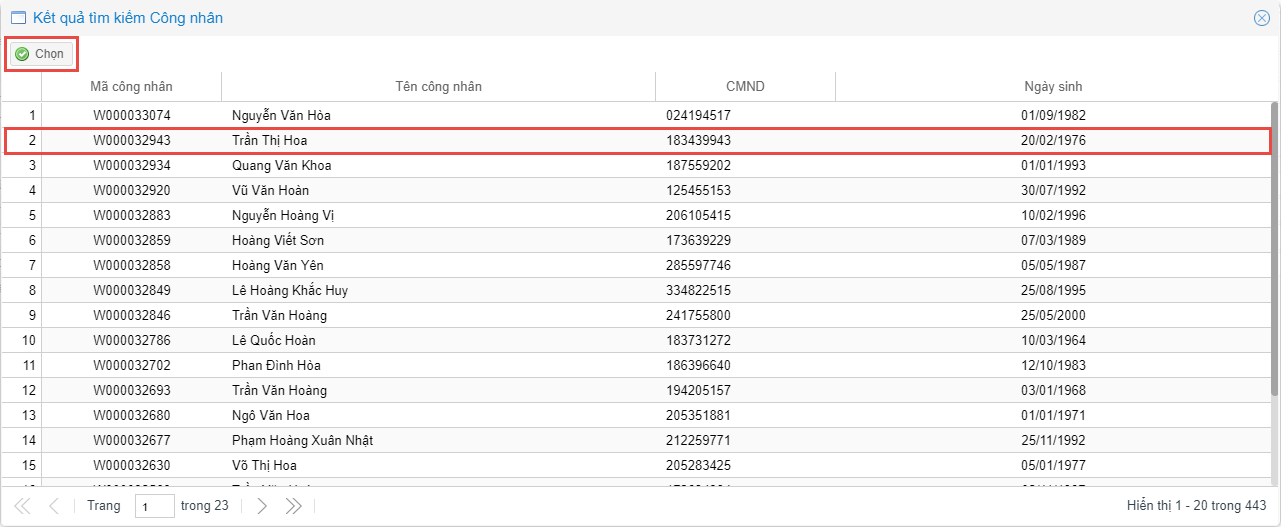 Kết quả tìm kiếm Công nhân
Chọn
Mã công nhân Tên công nhân CMND Ngày sinh
1 W000033074 Nguyễn Văn Hòa 024194517 01/09/1982
2 W000032943 Trần Thị Hoa 183439943 20/02/1976
3 W000032934 Quang Văn Khoa 187559202 01/01/1993
4 W000032920 Vũ Văn Hoàn 125455153 30/07/1992
5 W000032883 Nguyễn Hoàng Vị 206105415 10/02/1996
6 W000032859 Hoàng Viết Sơn 173639229 07/03/1989
7 W000032858 Hoàng Văn Yên 285597746 05/05/1987
8 W000032849 Lê Hoàng Khắc Huy 334822515 25/08/1995
9 W000032846 Trần Văn Hoàng 241755800 25/05/2000
10 W000032786 Lê Quốc Hoàn 183731272 10/03/1964
11 W000032702 Phan Đình Hòa 186396640 12/10/1983
12 W000032693 Trần Văn Hoàng 194205157 03/01/1968
13 W000032680 Ngô Văn Hoa 205351881 01/01/1971
14 W000032677 Phạm Hoàng Xuân Nhật 212259771 25/11/1992
15 W000032630 Võ Thị Hoa 205283425 05/01/1977
Trang 1 trong 23 Hiển thị 1 - 20 trong 443